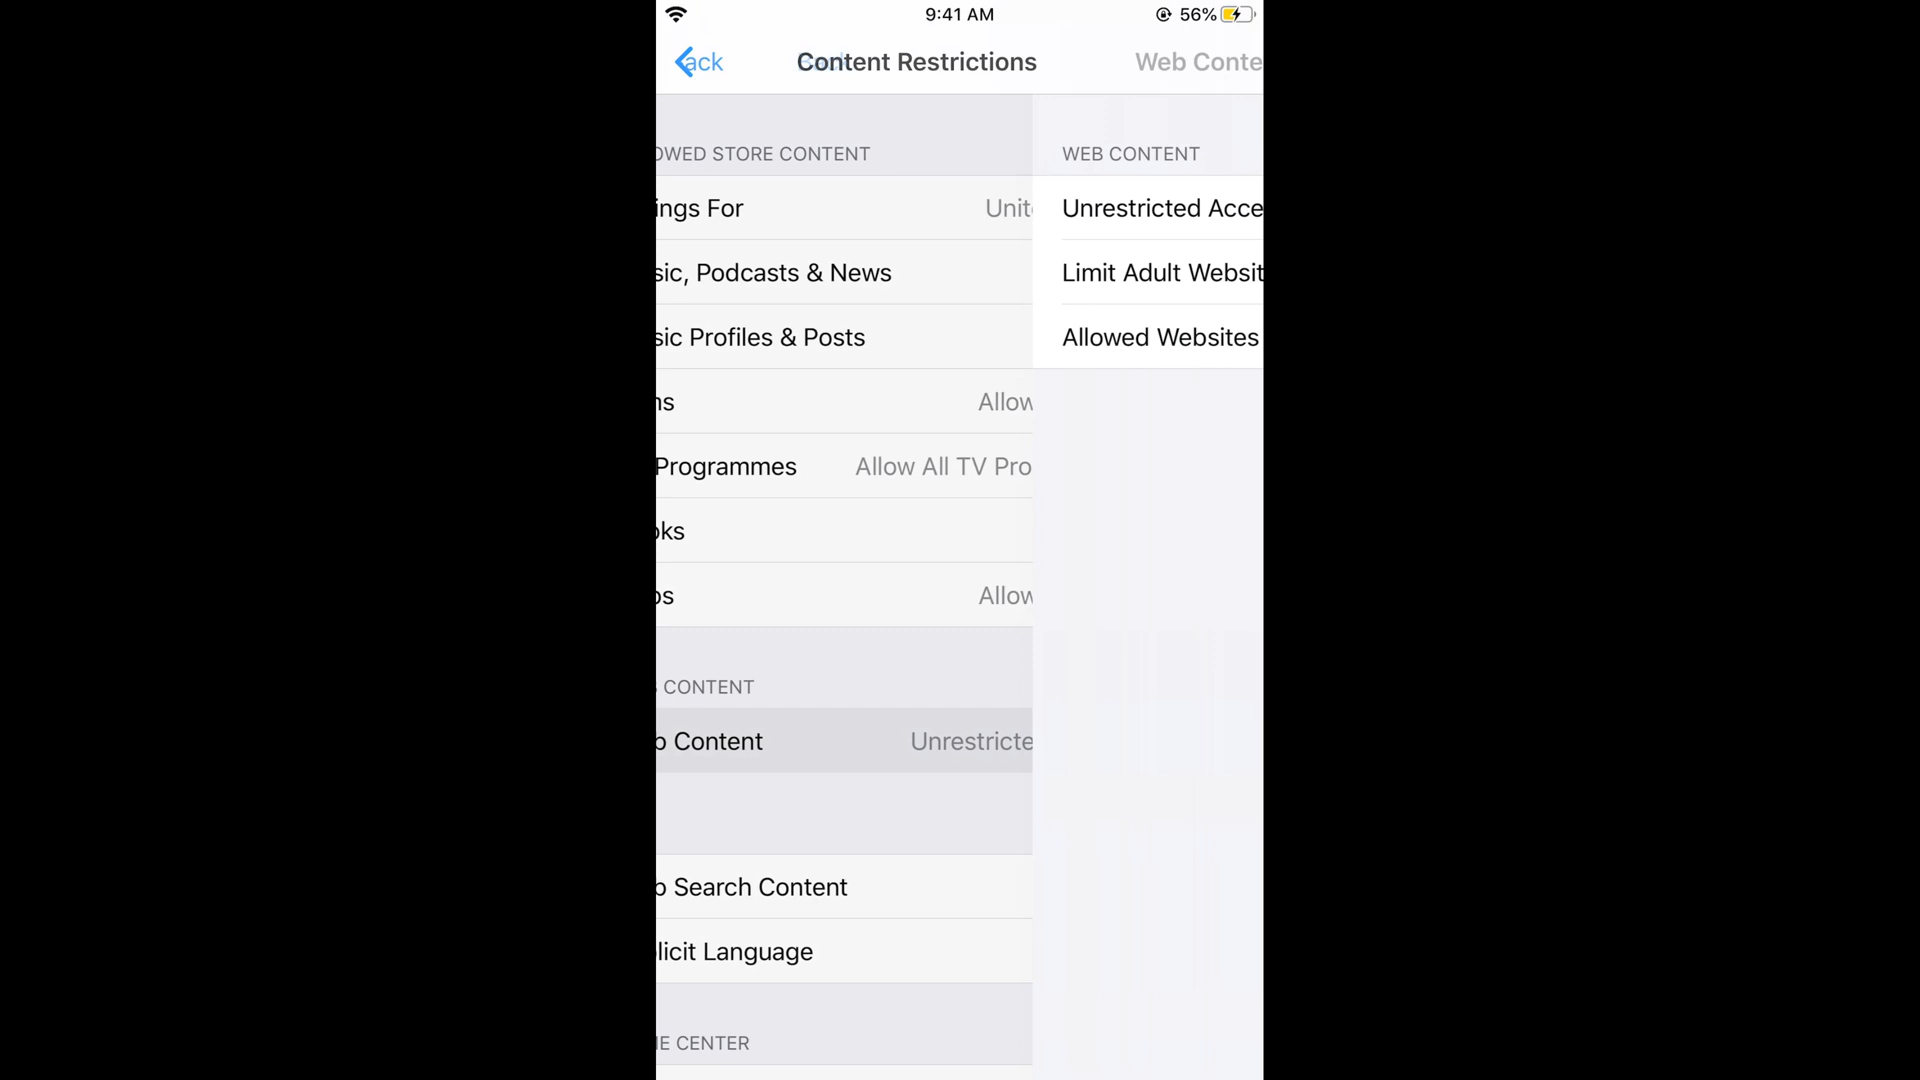 9:41 AM
56%
ack
Content Restrictions
Web Conte
OWED STORE CONTENT
WEB CONTENT
ings For
Unit
Unrestricted Acce
sic, Podcasts & News
Limit Adult Websit
sic Profiles & Posts
Allowed Websites
ns
Allow
Programmes
Allow All TV Pro
oks
ps
Allow
CONTENT
b Content
Unrestricte
b Search Content
licit Language
E CENTER